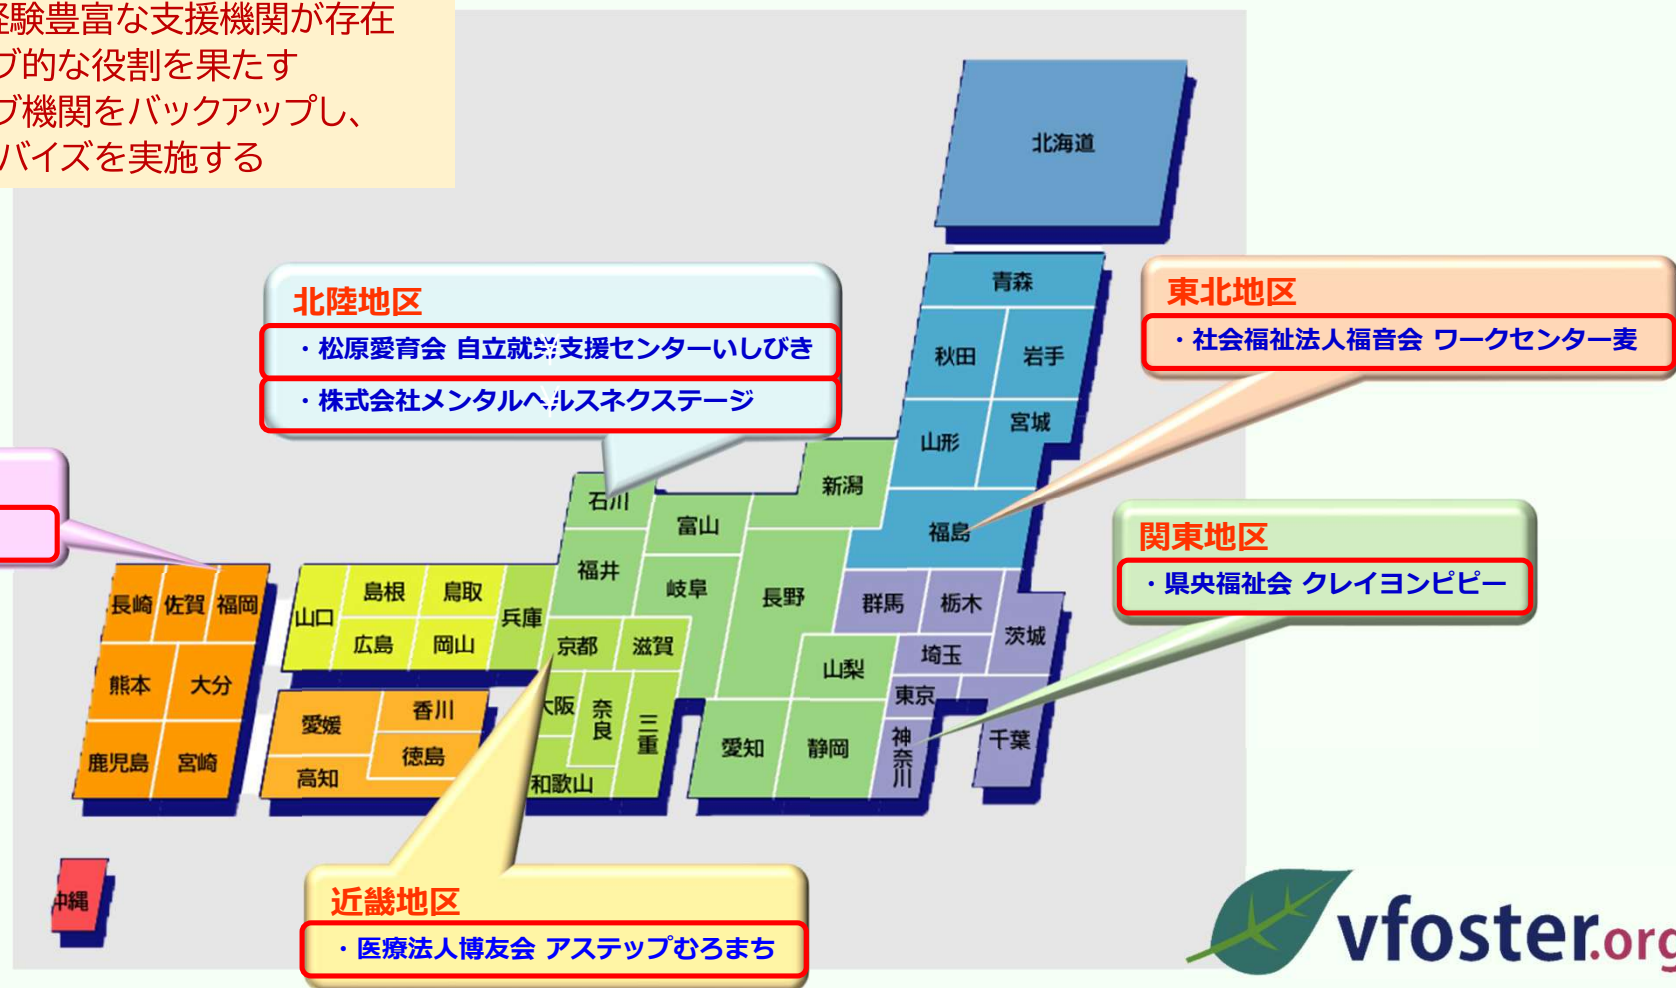 経験豊富な支援機関が存在
ブ的な役割を果たす
ブ機関をバックアップし、
バイズを実施する
北海道
北陸地区
・松原愛育会 自立就労支援センターいしびき
・株式会社メンタルヘルスネクステージ
東北地区
・社会福祉法人福音会 ワークセンター麦
青森
秋田 岩手
山形 宮城
新潟
石川
富山
福島
関東地区
・県央福祉会 クレイヨンピピー
福井
岐阜
長野
群馬 栃木
茨城
長崎 佐賀 福岡
山口
島根 鳥取
兵庫
広島 岡山
京都 滋賀
山梨
埼玉
熊本 大分
東京
愛媛
香川
大阪
奈良
三重
愛知 静岡
神奈川
千葉
鹿児島 宮崎
高知
徳島
和歌山
沖縄
近畿地区
・医療法人博友会 アステップむろまち
vfoster.org